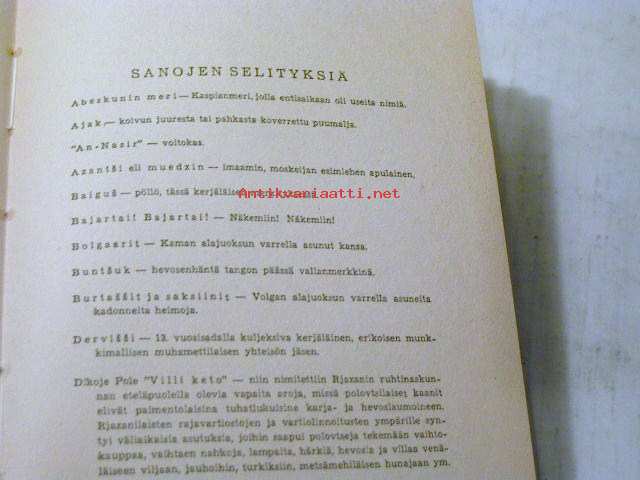 SANOJEN SELITYKSIÄ
Abeskunin meri — Kaspianmeri, jolla entisaikaan oli useita nimiä.
Ajak — koivun juuresta tai pahkasta koverrettu puumalja.
"An-Nasir" — voitokas.
Azantši eli muedzin — imaamin, moskeijan esimiehen apulainen.
Baiguš — pöllö, tässä kerjäläisen
Antikvariaatti.net
Bajartai! Bajartai! — Näkemiin! Näkemiin!
Bolgaarit — Kaman alajuoksun varrella asunut kansa.
Buntšuk — hevosenhäntä tangon päässä vallanmerkkinä.
Burtassit ja saksiinit — Volgan alajuoksun varrella asuneita
kadonneita heimoja.
Dervišši — 13. vuosisadalla kuljeksiva kerjäläinen, erikoisen munk-
kimallisen muhamettilaisen yhteisön jäsen.
Dikoje Pole "Villi keto" — niin nimitettiin Rjazanin ruhtinaskun-
nan eteläpuolella olevia vapaita aroja, missä polovtsilaiset kaanit
elivät paimentolaisina tuhatlukuisine karja- ja hevoslaumoineen.
Rjazanilaisten rajavartiostojen ja vartiolinnoitusten ympärille syn-
tyi väliaikaisia asutuksia, joihin saapui polovtseja tekemään vaihto-
kauppaa, vaihtaen nahkoja, lampaita, härkiä, hevosia ja villaa venä-
läiseen viljaan, jauhoihin, turkiksiin, metsämehiläisen hunajaan ym.